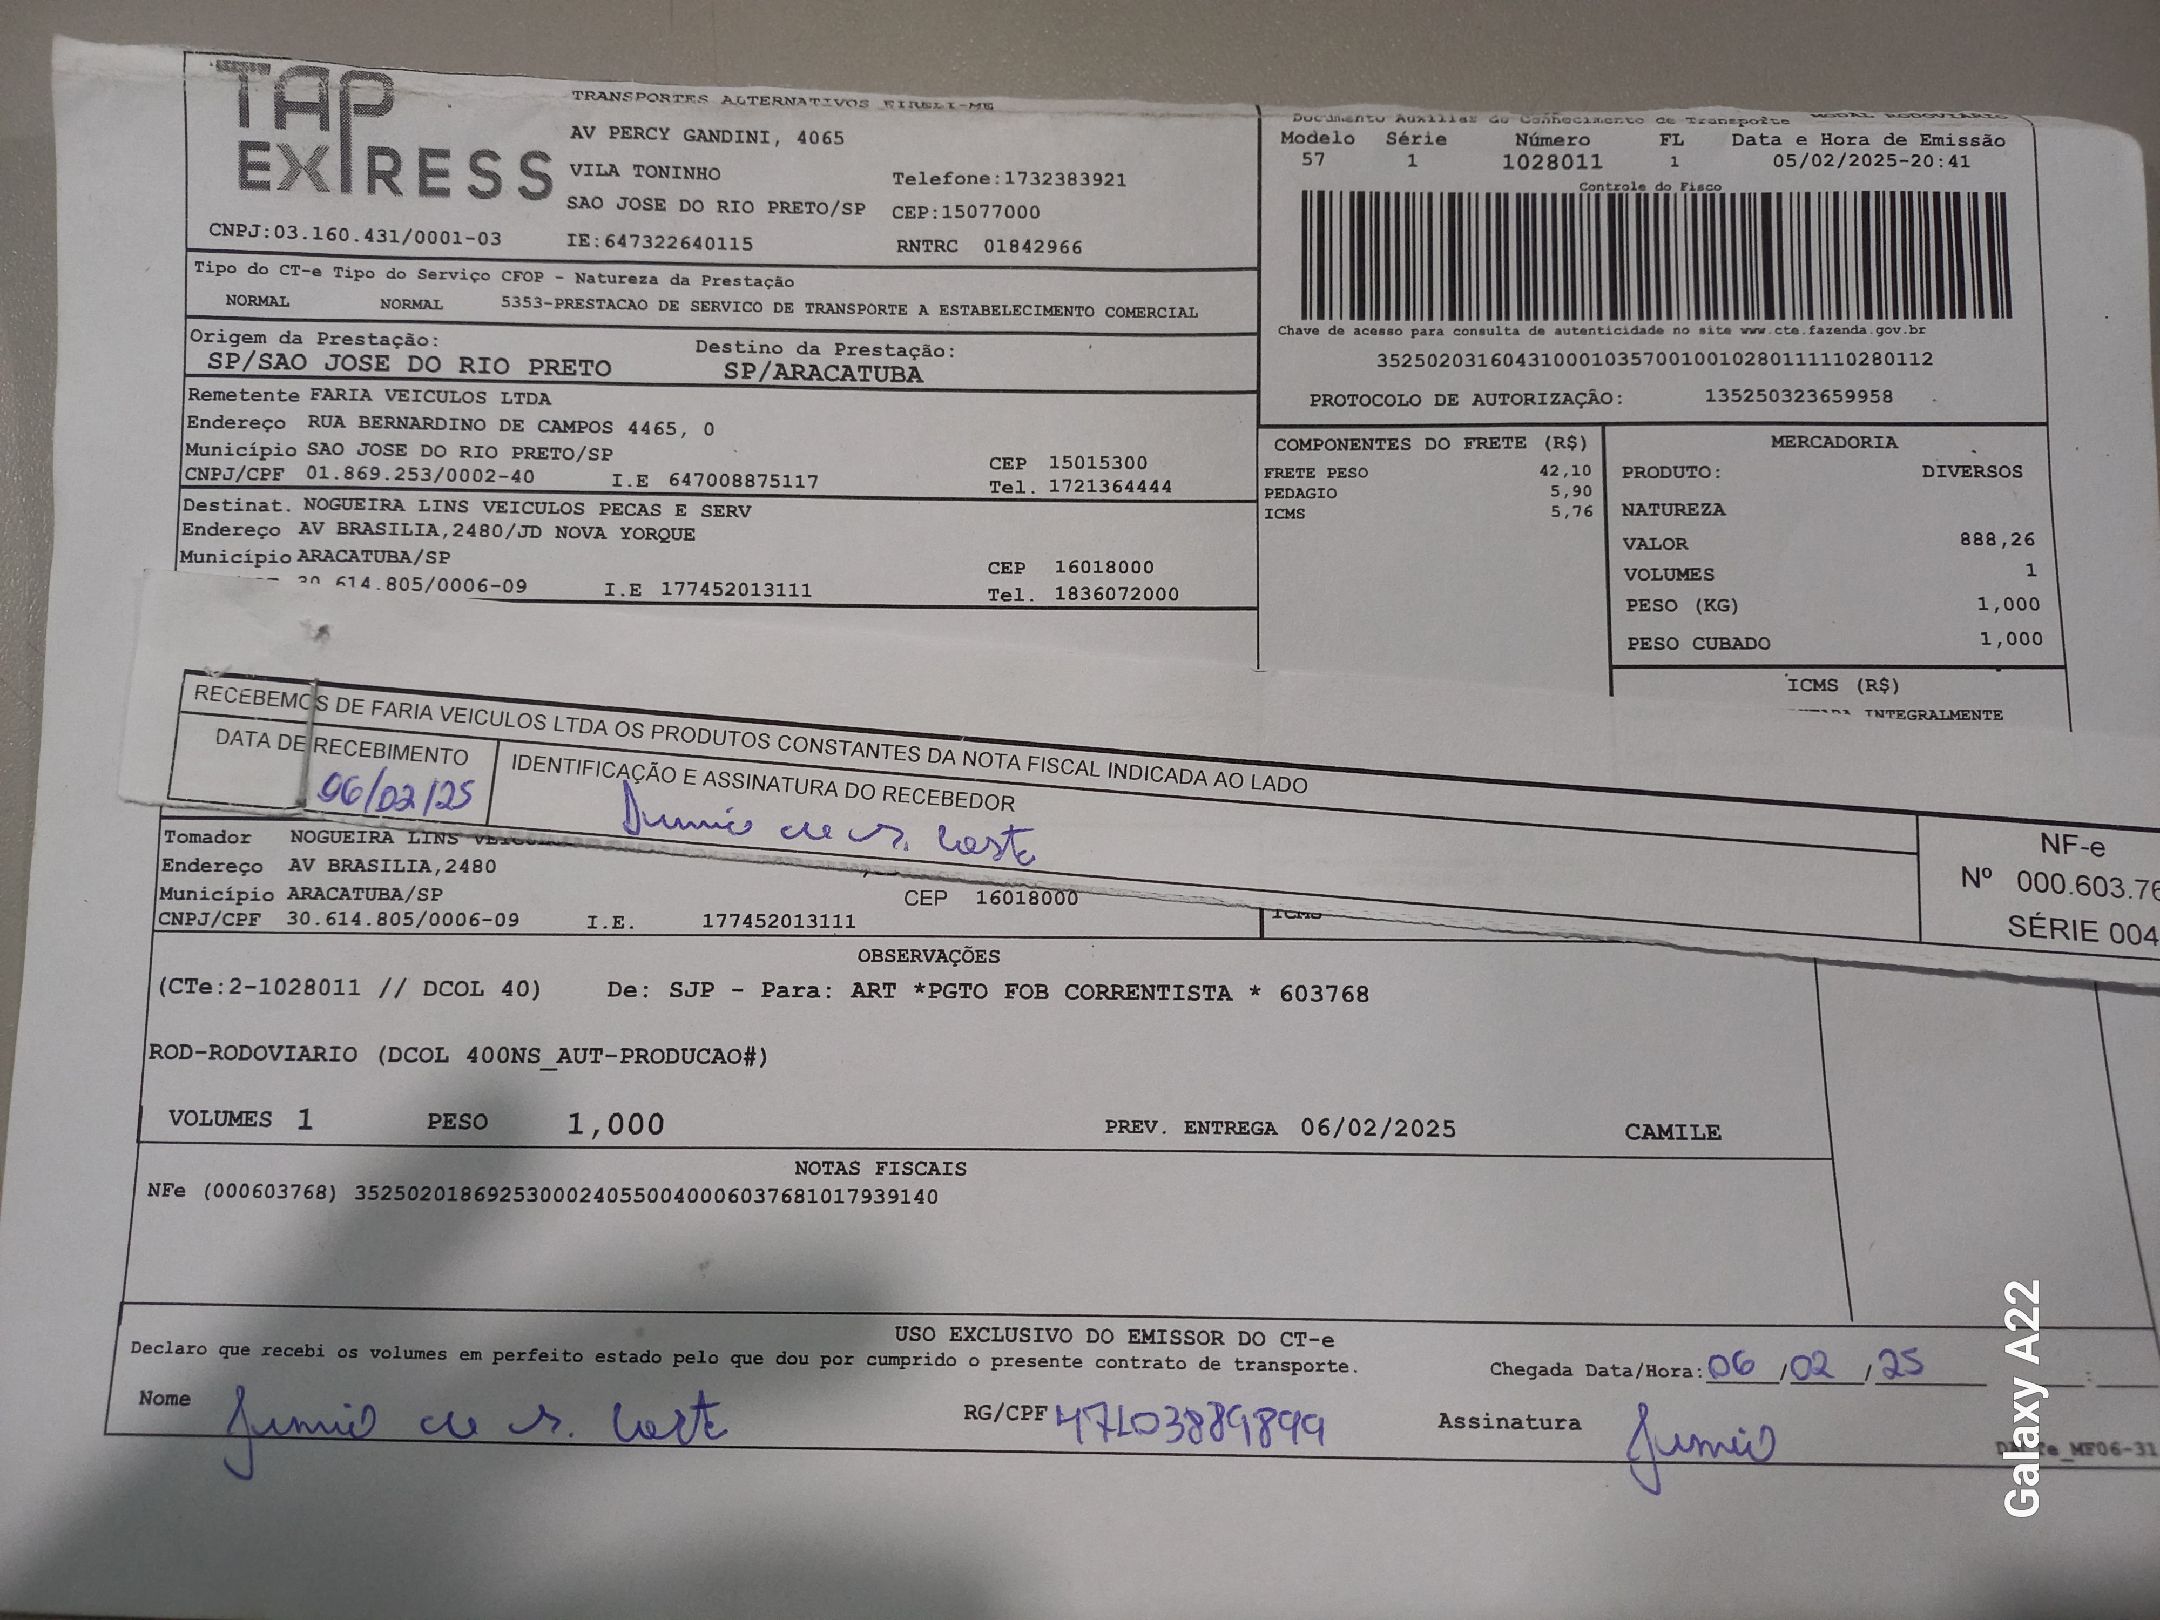 TAP EXPRESS
TRANSPORTES ALTERNATIVOS EIRELI-ME
AV PERCY GANDINI, 4065
VILA TONINHO
Telefone:1732383921
SAO JOSE DO RIO PRETO/SP CEP:15077000
CNPJ:03.160.431/0001-03 IE:647322640115 RNTRC 01842966
Documento Auxiliar do Conhecimento de Transporte MODAL RODOVIARIO
Modelo Série Número FL Data e Hora de Emissão
57 1 1028011 1 05/02/2025-20:41
Controle do Fisco
Chave de acesso para consulta de autenticidade no site www.cte.fazenda.gov.br
35250203160431000103570010010280111110280112
PROTOCOLO DE AUTORIZAÇÃO: 135250323659958
Tipo do CT-e Tipo do Serviço CFOP - Natureza da Prestação
NORMAL NORMAL 5353-PRESTACAO DE SERVICO DE TRANSPORTE A ESTABELECIMENTO COMERCIAL
Origem da Prestação: Destino da Prestação:
SP/SAO JOSE DO RIO PRETO SP/ARACATUBA
Remetente FARIA VEICULOS LTDA
Endereço RUA BERNARDINO DE CAMPOS 4465, 0
Município SAO JOSE DO RIO PRETO/SP CEP 15015300
CNPJ/CPF 01.869.253/0002-40 I.E 647008875117 Tel. 1721364444
Destinat. NOGUEIRA LINS VEICULOS PECAS E SERV
Endereço AV BRASILIA,2480/JD NOVA YORQUE
Município ARACATUBA/SP CEP 16018000
30.614.805/0006-09 I.E 177452013111 Tel. 1836072000
COMPONENTES DO FRETE (R$)
FRETE PESO 42,10
PEDAGIO 5,90
ICMS 5,76
MERCADORIA
PRODUTO: DIVERSOS
NATUREZA
VALOR 888,26
VOLUMES 1
PESO (KG) 1,000
PESO CUBADO 1,000
ICMS (R$)
INTEGRALMENTE
RECEBEMOS DE FARIA VEICULOS LTDA OS PRODUTOS CONSTANTES DA NOTA FISCAL INDICADA AO LADO
DATA DE RECEBIMENTO IDENTIFICAÇÃO E ASSINATURA DO RECEBEDOR
06/02/25
NF-e
Nº 000.603.76
SÉRIE 004
Tomador NOGUEIRA LINS
Endereço AV BRASILIA,2480
Município ARACATUBA/SP CEP 16018000
CNPJ/CPF 30.614.805/0006-09 I.E. 177452013111
ICMS
OBSERVAÇÕES
(CTe:2-1028011 // DCOL 40) De: SJP - Para: ART *PGTO FOB CORRENTISTA * 603768
ROD-RODOVIARIO (DCOL 400NS_AUT-PRODUCAO#)
VOLUMES 1 PESO 1,000 PREV. ENTREGA 06/02/2025 CAMILE
NOTAS FISCAIS
NFe (000603768) 35250201869253000240550040006037681017939140
USO EXCLUSIVO DO EMISSOR DO CT-e
Declaro que recebi os volumes em perfeito estado pelo que dou por cumprido o presente contrato de transporte. Chegada Data/Hora: 06/02/25 :
Nome RG/CPF 47103889899 Assinatura
Galaxy A22